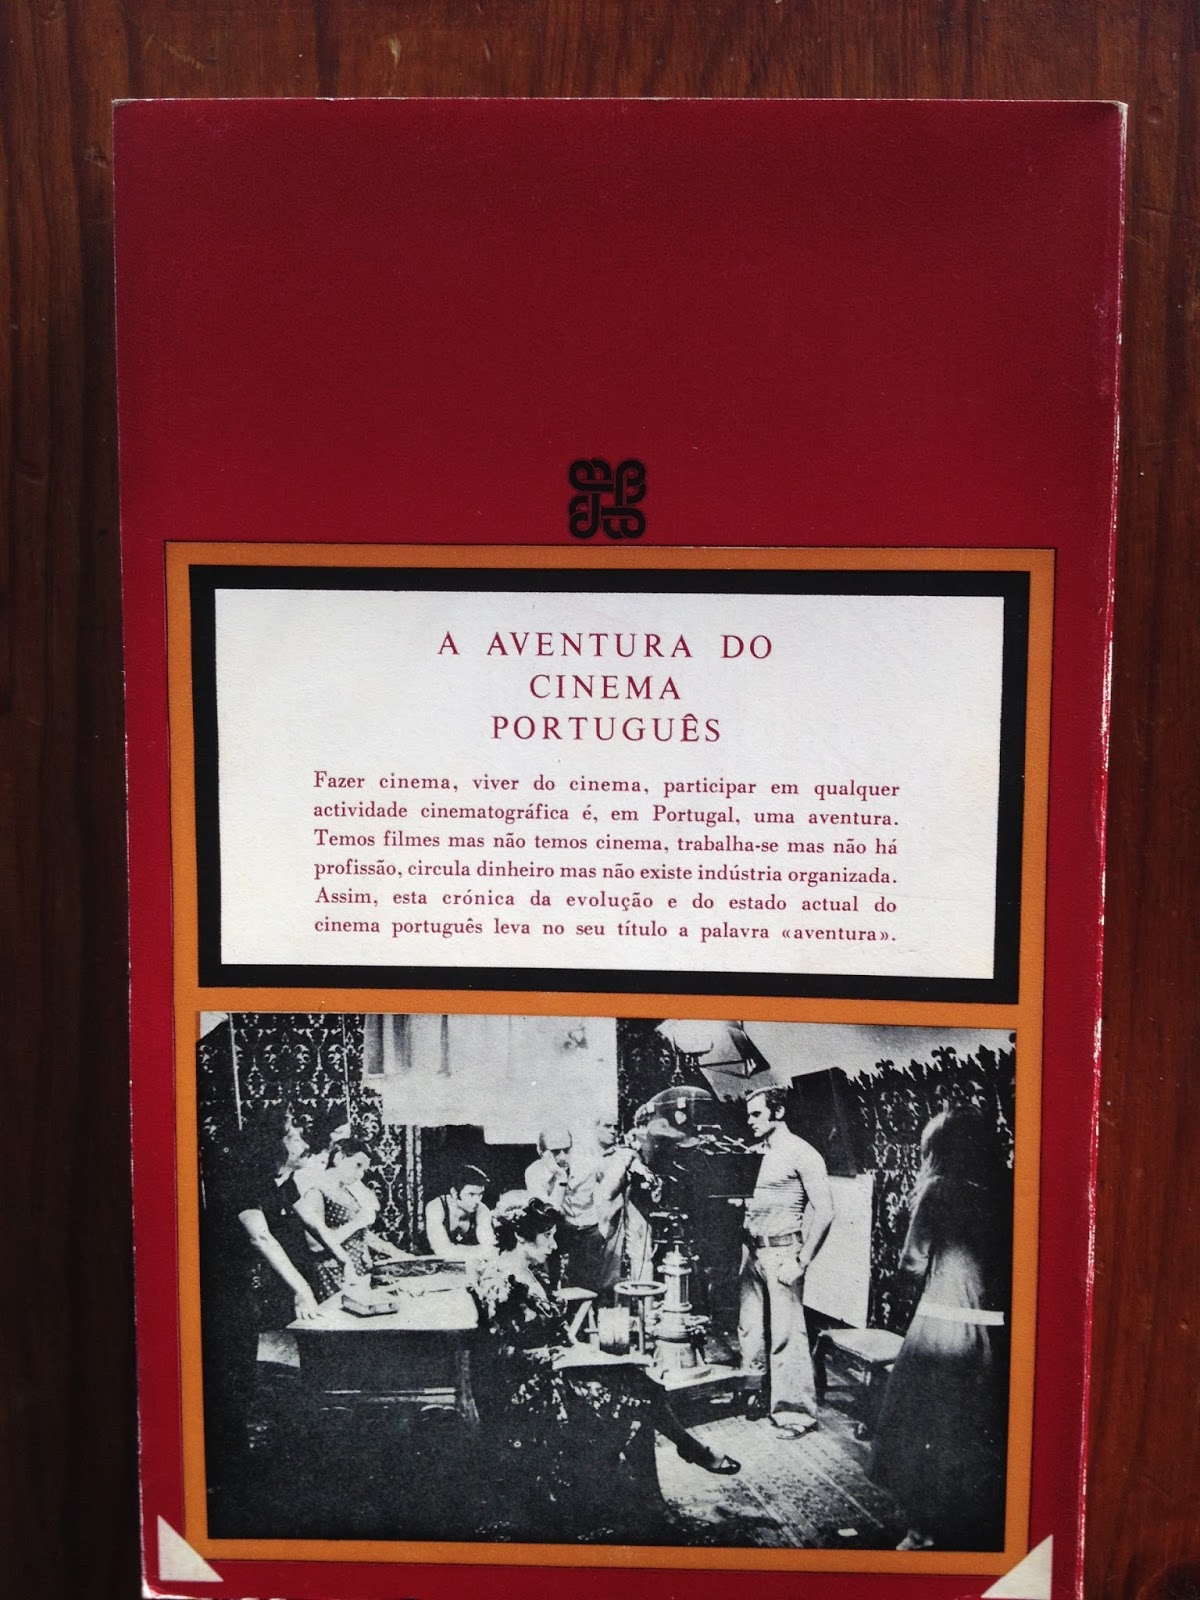 A AVENTURA DO
CINEMA
PORTUGUÊS
Fazer cinema, viver do cinema, participar em qualquer
actividade cinematográfica é, em Portugal, uma aventura.
Temos filmes mas não temos cinema, trabalha-se mas não há
profissão, circula dinheiro mas não existe indústria organizada.
Assim, esta crónica da evolução e do estado actual do
cinema português leva no seu título a palavra «aventura».